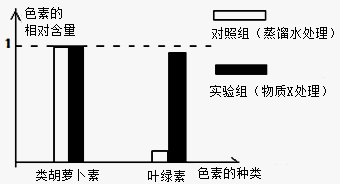 色素的
相对含量
对照组（蒸馏水处理）
1
实验组（物质X处理）
类胡萝卜素
叶绿素
色素的种类